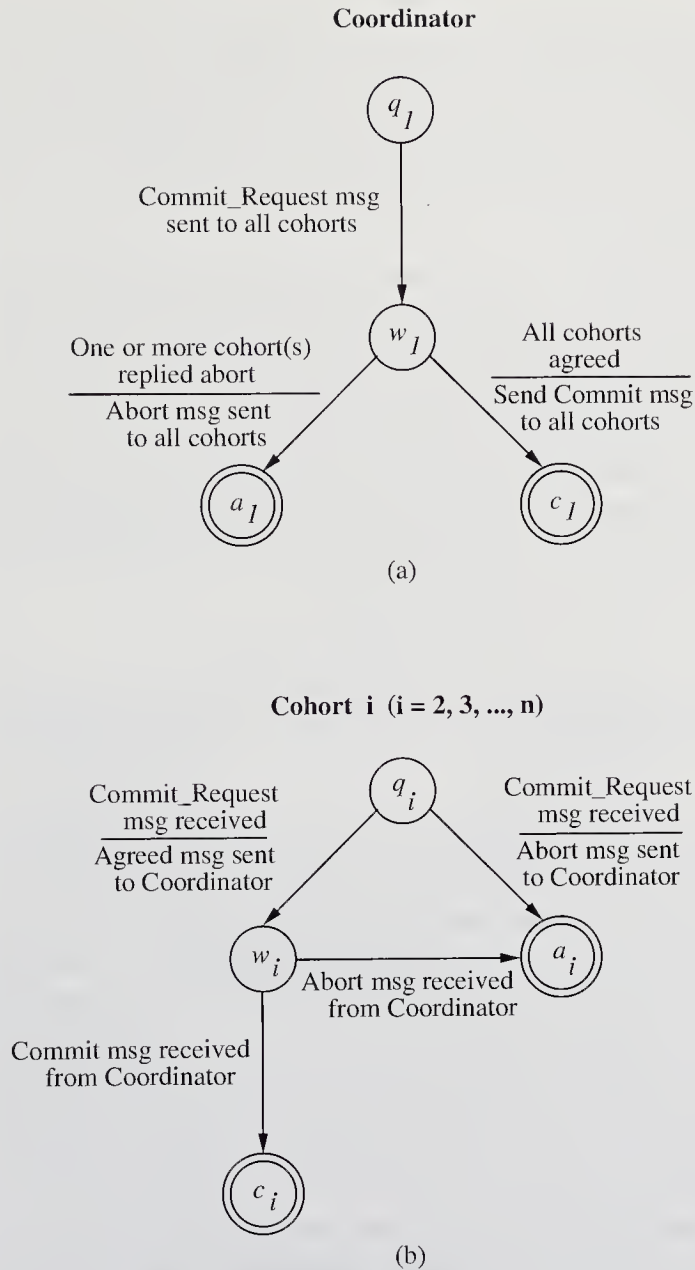 Coordinator
q1
Commit_Request msg
sent to all cohorts
w1
One or more cohort(s)
replied abort
Abort msg sent
to all cohorts
All cohorts
agreed
Send Commit msg
to all cohorts
a1
c1
(a)
Cohort i (i = 2, 3, ..., n)
qi
Commit_Request
msg received
Agreed msg sent
to Coordinator
Commit_Request
msg received
Abort msg sent
to Coordinator
wi
ai
Abort msg received
from Coordinator
Commit msg received
from Coordinator
ci
(b)